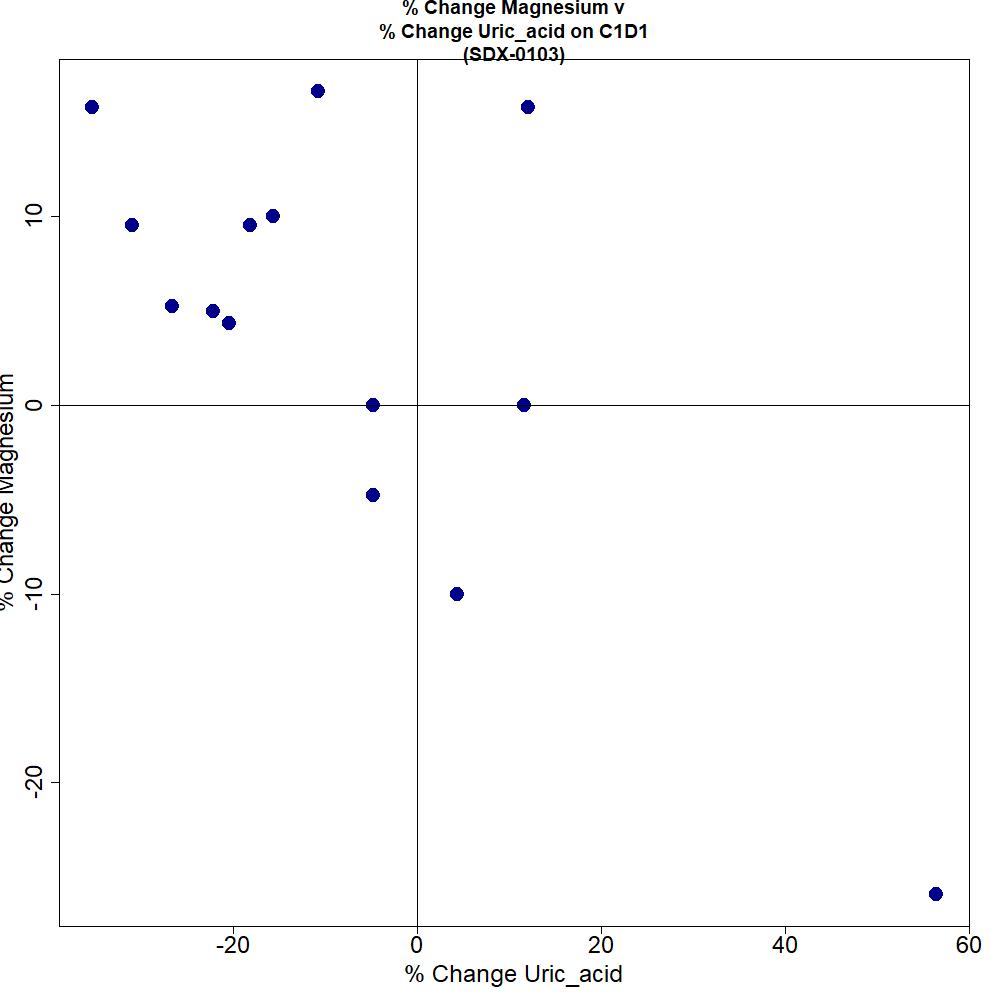 % Change Magnesium v
% Change Uric_acid on C1D1
(SDX-0103)
% Change Magnesium
10
0
-10
-20
-20
0
20
40
60
% Change Uric_acid